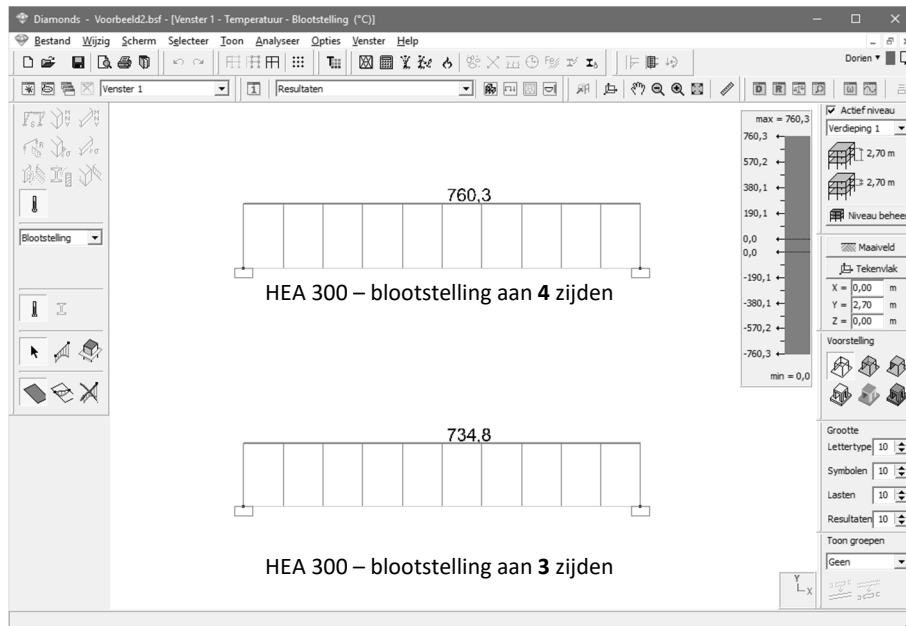 Diamonds - Voorbeeld2.bsf - [Venster 1 - Temperatuur - Blootstelling (°C)]
Bestand Wijzig Scherm Selecteer Toon Analyseer Opties Venster Help
Dorien
Venster 1
Resultaten
Blootstelling
760,3
HEA 300 – blootstelling aan 4 zijden
734,8
HEA 300 – blootstelling aan 3 zijden
max = 760,3
760,3
570,2
380,1
190,1
0,0
0,0
-190,1
-380,1
-570,2
-760,3
min = 0,0
Y
X
Actief niveau
Verdieping 1
2,70 m
2,70 m
Niveau beheer
Maaiveld
Tekenvlak
X = 0,00 m
Y = 2,70 m
Z = 0,00 m
Voorstelling
Grootte
Lettertype 10
Symbolen 10
Lasten 10
Resultaten 10
Toon groepen
Geen